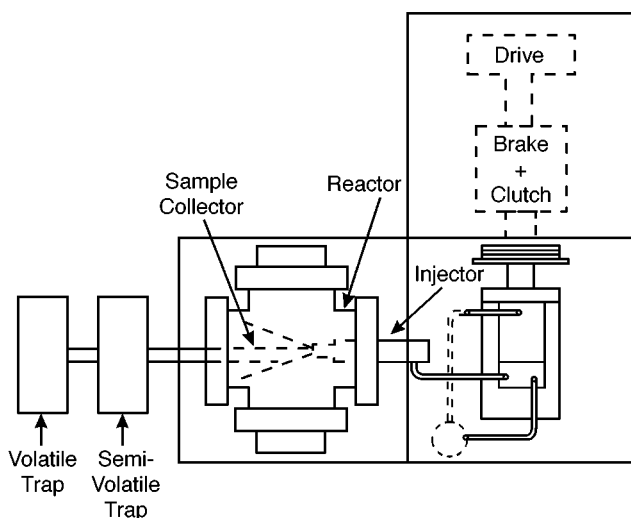 Drive
Brake
+
Clutch
Sample
Collector
Reactor
Injector
Volatile
Trap
Semi-
Volatile
Trap